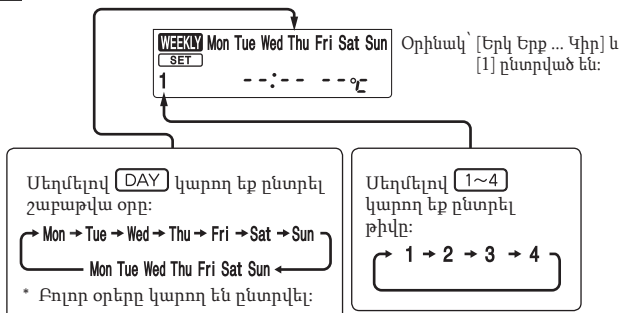 WEEKLY Mon Tue Wed Thu Fri Sat Sun
SET
1 --:-- --°C
Օրինակ՝ [Երկ Երք ... Կիր] և
[1] ընտրված են:
Սեղմելով DAY կարող եք ընտրել
շաբաթվա օրը:
Mon → Tue → Wed → Thu → Fri → Sat → Sun
Mon Tue Wed Thu Fri Sat Sun
* Բոլոր օրերը կարող են ընտրվել:
Սեղմելով 1~4
կարող եք ընտրել
թիվը:
1 → 2 → 3 → 4